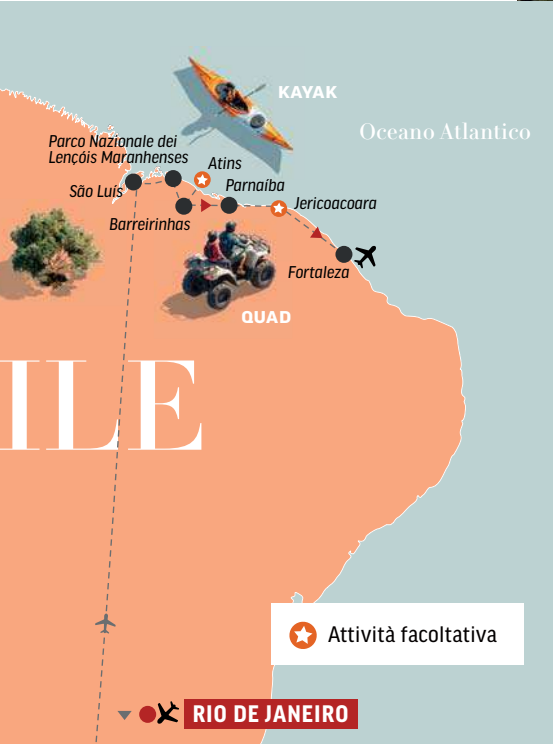 KAYAK
Oceano Atlantico
Parco Nazionale dei
Lençóis Maranhenses
Atins
São Luís
Parnaíba
Jericoacoara
Barreirinhas
Fortaleza
QUAD
ILE
Attività facoltativa
RIO DE JANEIRO